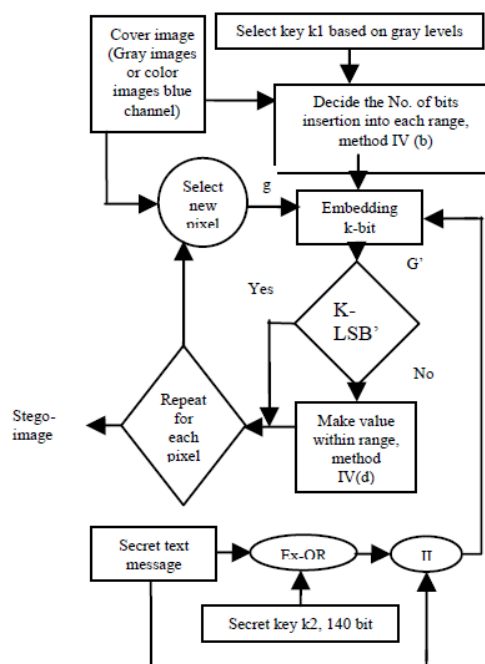 Cover image
(Gray images
or color
images blue
channel)
Select key k1 based on gray levels
Decide the No. of bits
insertion into each range,
method IV (b)
Select
new
pixel
g
Embedding
k-bit
G’
Yes
K-
LSB’
No
Repeat
for
each
pixel
Stego-
image
Make value
within range,
method
IV(d)
Secret text
message
Ex-OR
Secret key k2, 140 bit